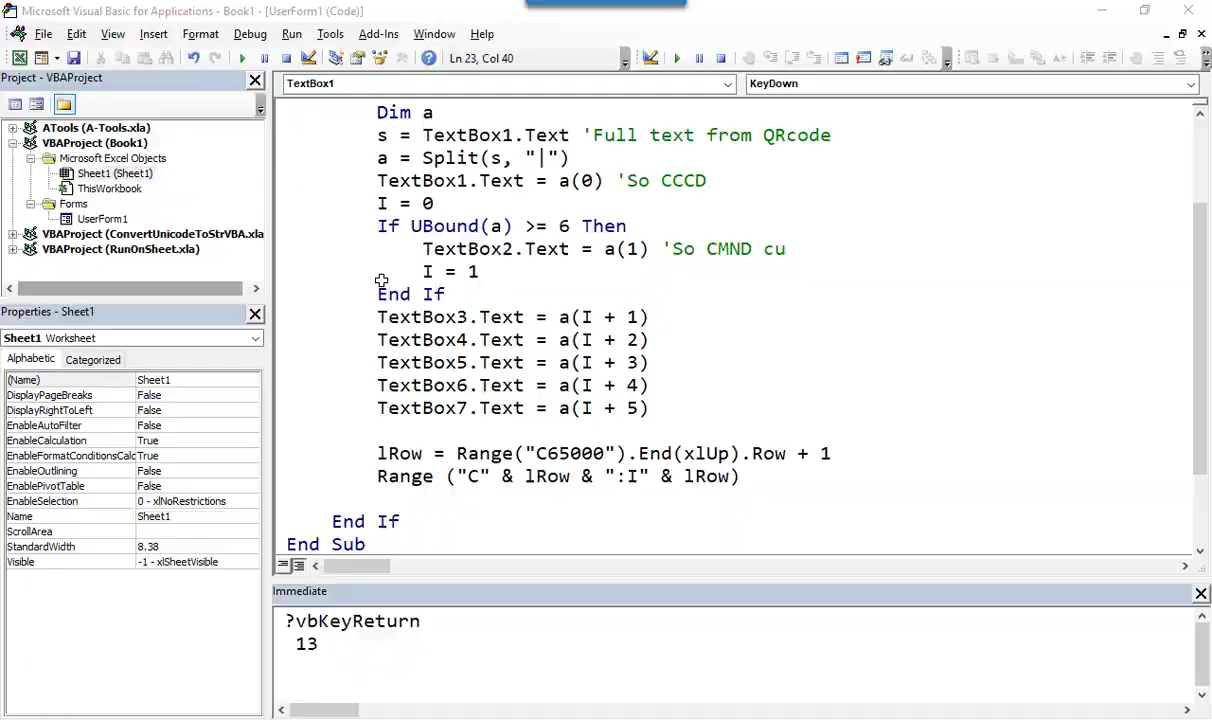 Microsoft Visual Basic for Applications - Book1 - [UserForm1 (Code)]
File Edit View Insert Format Debug Run Tools Add-Ins Window Help
Ln 23, Col 40
Project - VBAProject
TextBox1
KeyDown
ATools (A-Tools.xla)
VBAProject (Book1)
Microsoft Excel Objects
Sheet1 (Sheet1)
ThisWorkbook
Forms
UserForm1
VBAProject (ConvertUnicodeToStrVBA.xla
VBAProject (RunOnSheet.xla)
Properties - Sheet1
Sheet1 Worksheet
Alphabetic Categorized
(Name) Sheet1
DisplayPageBreaks False
DisplayRightToLeft False
EnableAutoFilter False
EnableCalculation True
EnableFormatConditionsCalc True
EnableOutlining False
EnablePivotTable False
EnableSelection 0 - xlNoRestrictions
Name Sheet1
ScrollArea
StandardWidth 8.38
Visible -1 - xlSheetVisible
Dim a
s = TextBox1.Text 'Full text from QRcode
a = Split(s, "|")
TextBox1.Text = a(0) 'So CCCD
I = 0
If UBound(a) >= 6 Then
TextBox2.Text = a(1) 'So CMND cu
I = 1
End If
TextBox3.Text = a(I + 1)
TextBox4.Text = a(I + 2)
TextBox5.Text = a(I + 3)
TextBox6.Text = a(I + 4)
TextBox7.Text = a(I + 5)
lRow = Range("C65000").End(xlUp).Row + 1
Range ("C" & lRow & ":I" & lRow)
End If
End Sub
Immediate
?vbKeyReturn
13